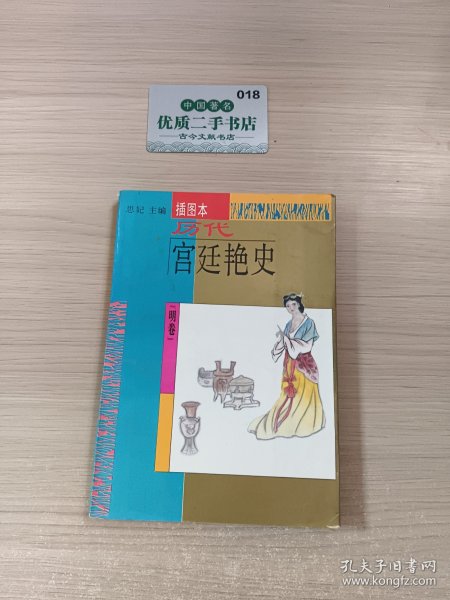 018
中国著名
优质二手书店
古今文献书店
思妃 主编
插图本
历代
宫廷艳史
「明卷」
孔夫子旧书网
www.kongfz.com